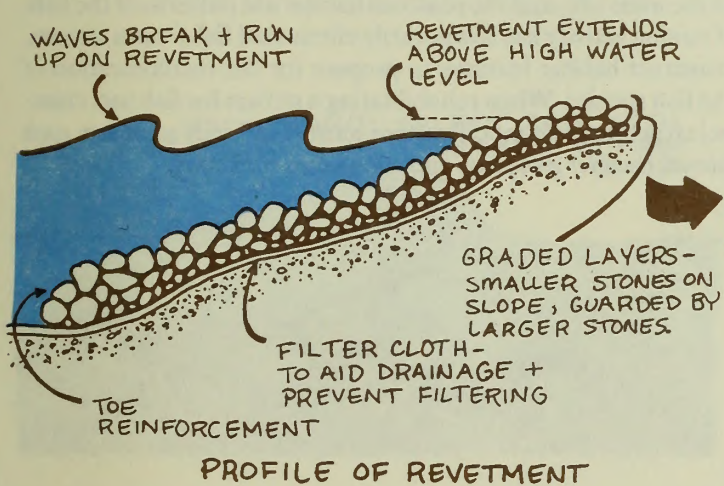 WAVES BREAK + RUN
UP ON REVETMENT
REVETMENT EXTENDS
ABOVE HIGH WATER
LEVEL
GRADED LAYERS-
SMALLER STONES ON
SLOPE, GUARDED BY
LARGER STONES.
FILTER CLOTH-
TO AID DRAINAGE +
PREVENT FILTERING
TOE
REINFORCEMENT
PROFILE OF REVETMENT